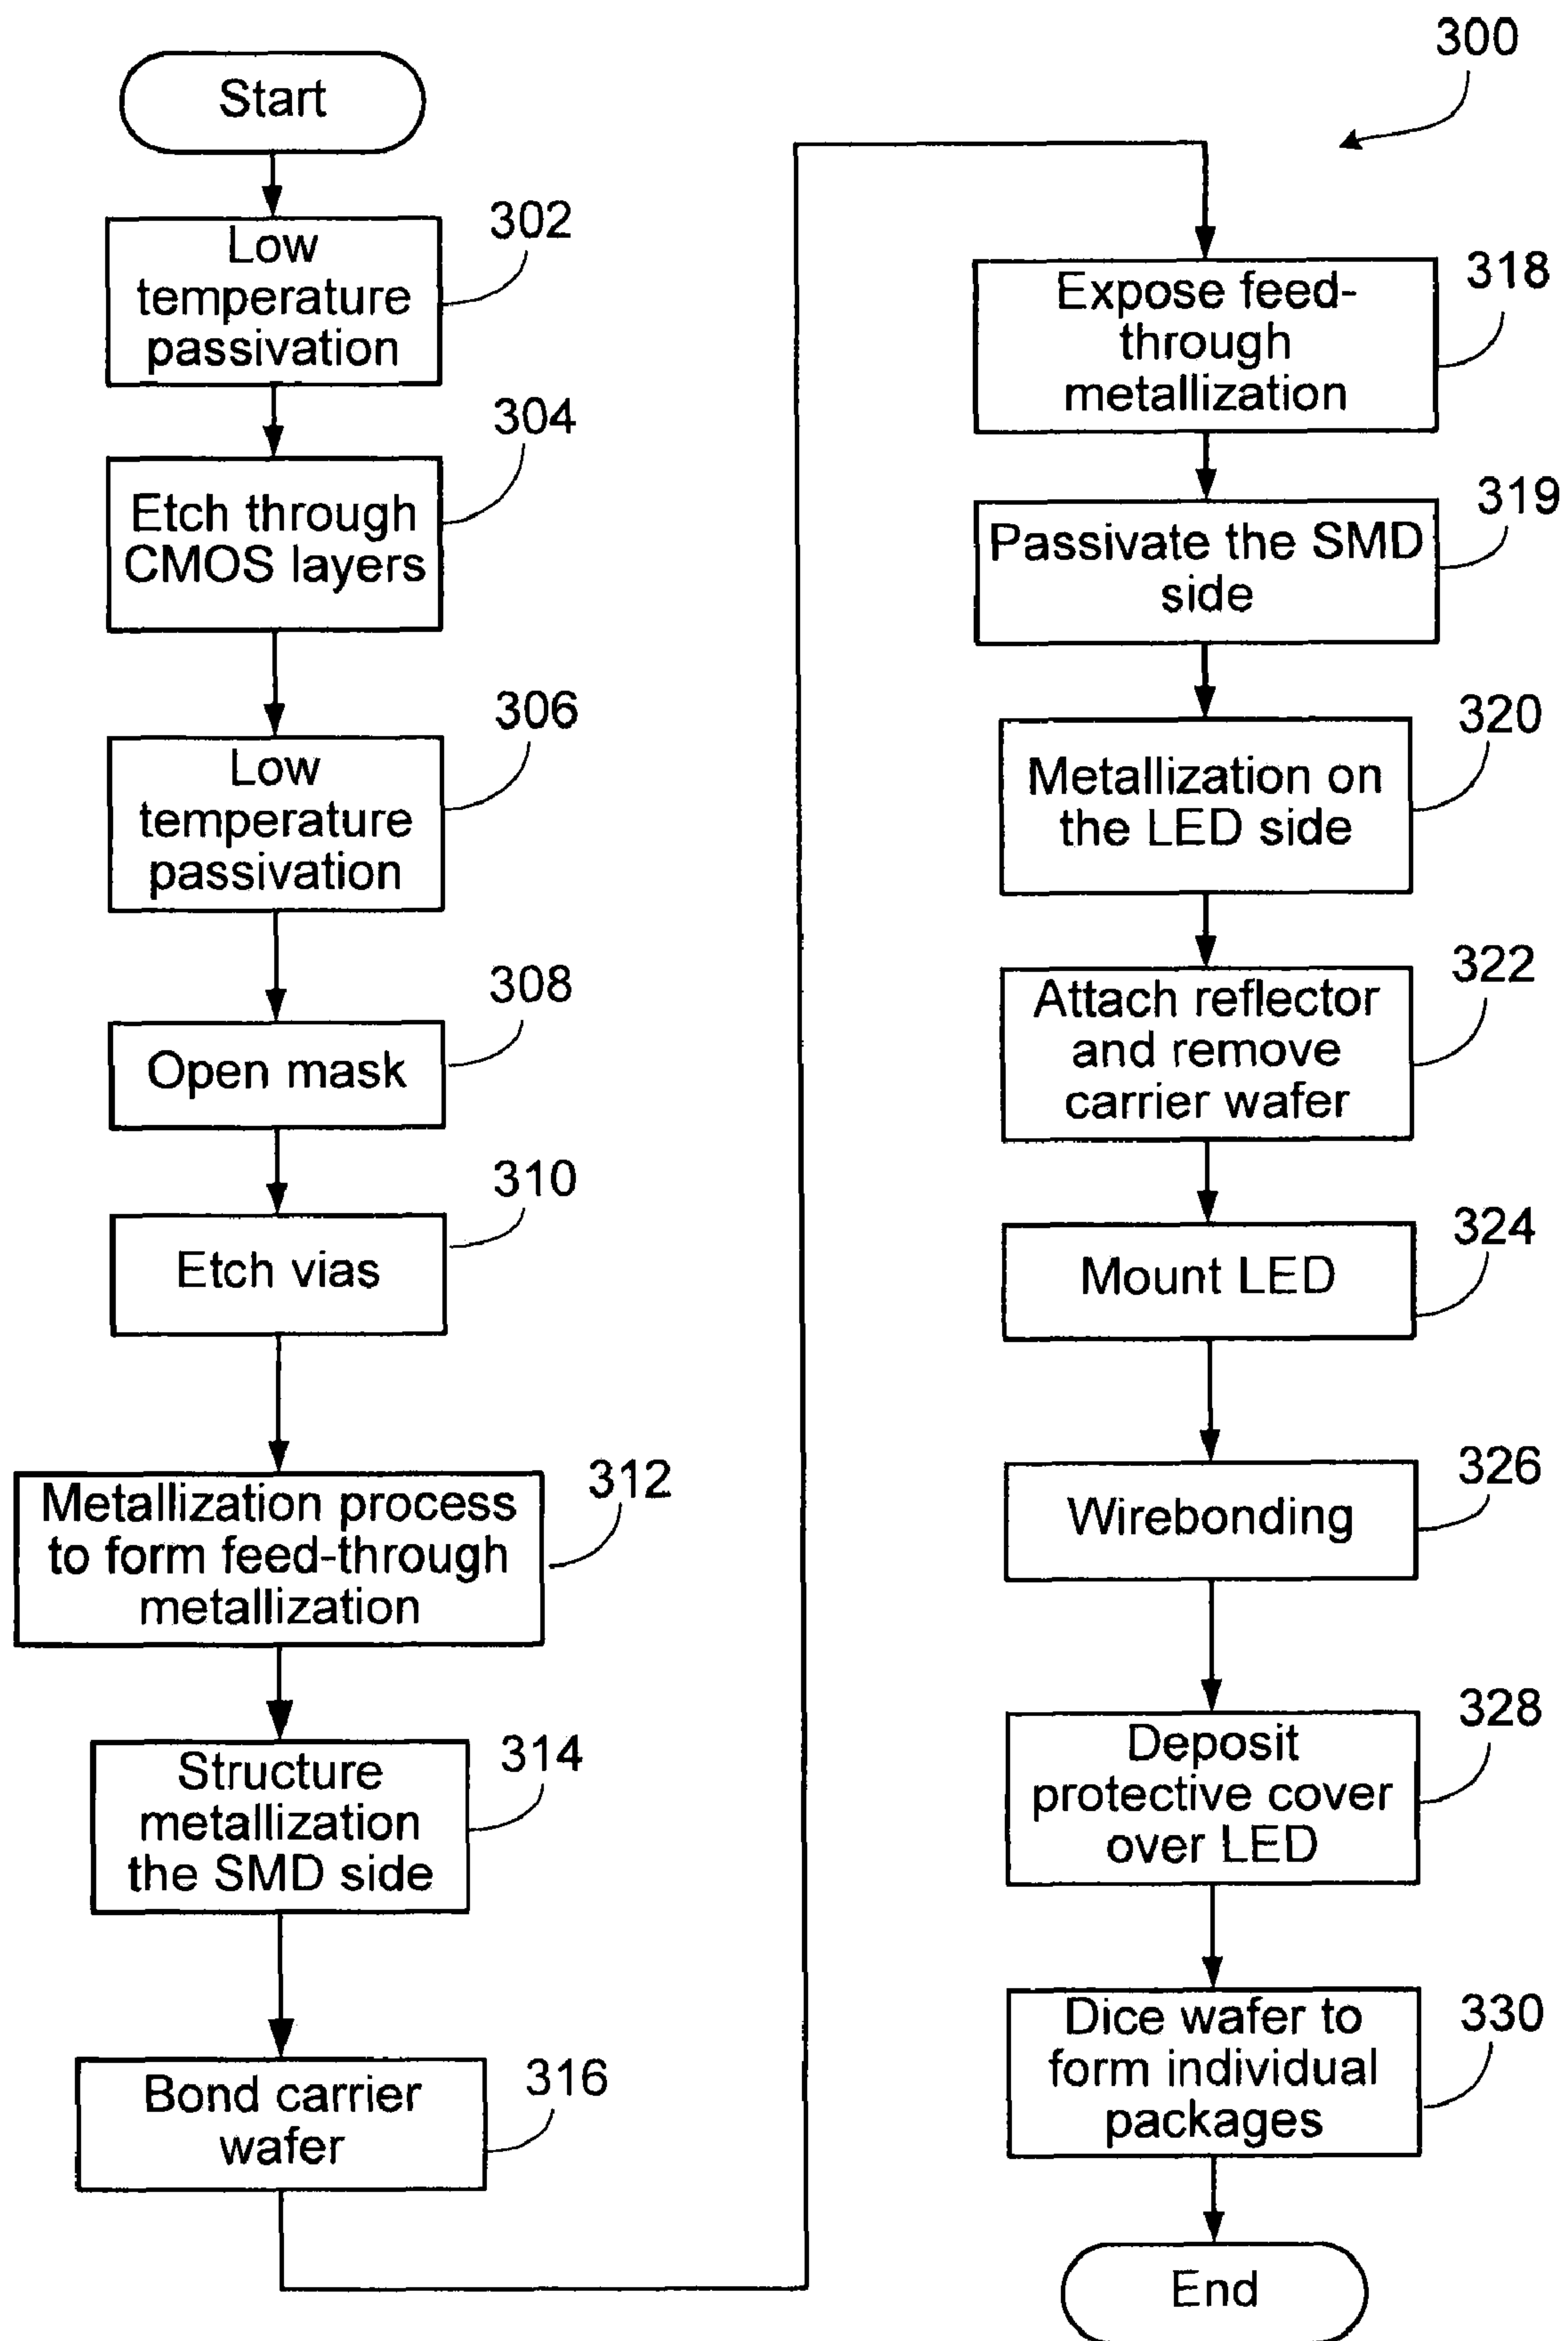 Start
302
Low
temperature
passivation
304
Etch through
CMOS layers
306
Low
temperature
passivation
308
Open mask
310
Etch vias
312
Metallization process
to form feed-through
metallization
314
Structure
metallization
the SMD side
316
Bond carrier
wafer
300
318
Expose feed-
through
metallization
319
Passivate the SMD
side
320
Metallization on
the LED side
322
Attach reflector
and remove
carrier wafer
324
Mount LED
326
Wirebonding
328
Deposit
protective cover
over LED
330
Dice wafer to
form individual
packages
End